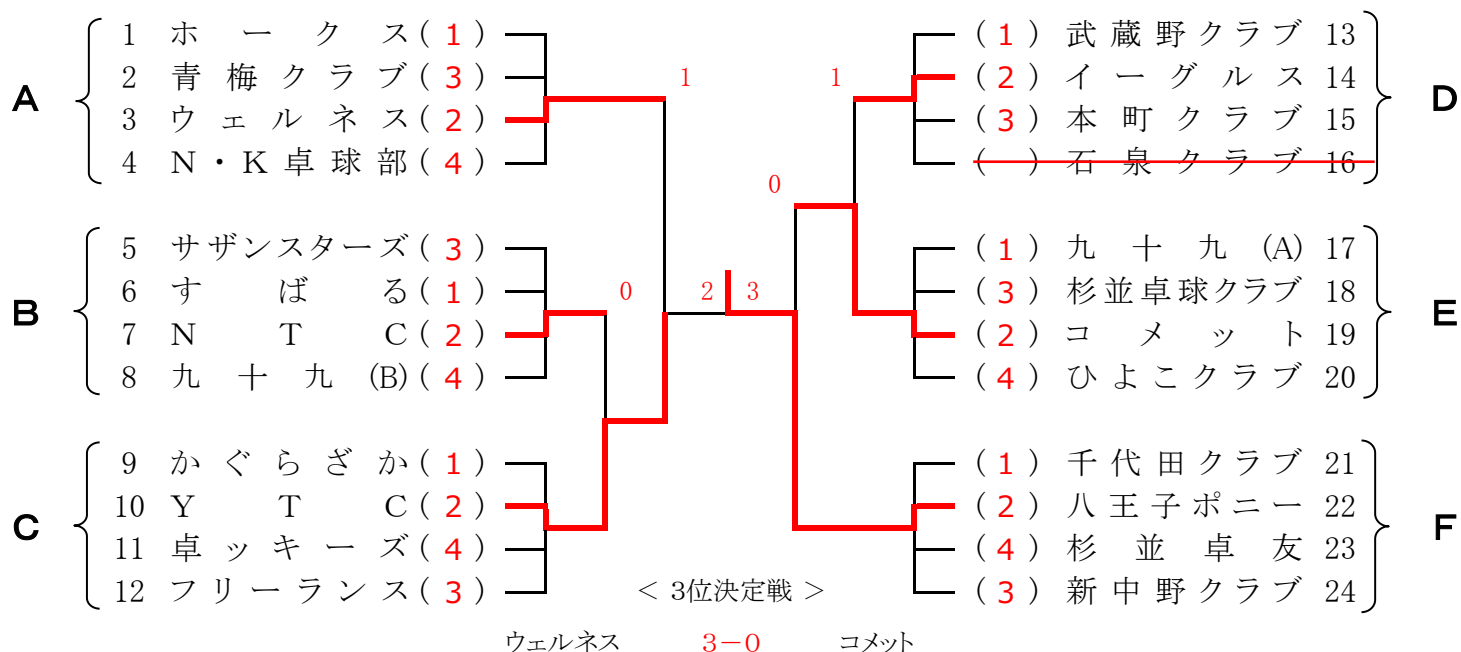 1 ホークス(1) (1)武蔵野クラブ 13
2 青梅クラブ(3) 1 1 (2)イーグルス 14
A D
3 ウェルネス(2) (3)本町クラブ 15
4 N・K卓球部(4) ( )石泉クラブ 16
0
5 サザンスターズ(3) (1)九十九(A) 17
6 すばる(1) 0 2 3 (3)杉並卓球クラブ 18
B E
7 NTC(2) (2)コメット 19
8 九十九(B)(4) (4)ひよこクラブ 20
9 かぐらざか(1) (1)千代田クラブ 21
10 YTC(2) (2)八王子ポニー 22
C F
11 卓ッキーズ(4) (4)杉並卓友 23
12 フリーランス(3) <3位決定戦> (3)新中野クラブ 24
ウェルネス 3-0 コメット